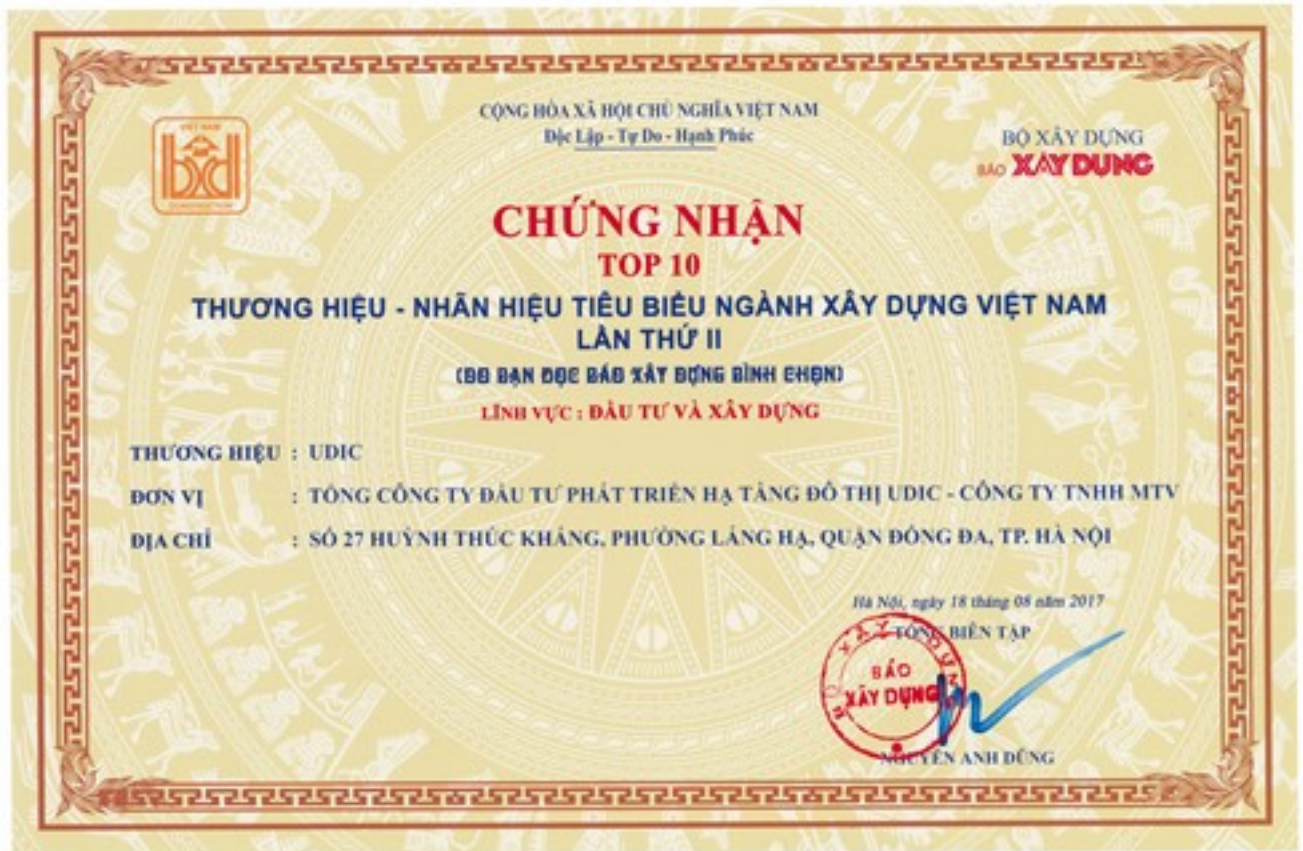 CỘNG HÒA XÃ HỘI CHỦ NGHĨA VIỆT NAM
Độc Lập - Tự Do - Hạnh Phúc
VIỆT NAM
BỘ XÂY DỰNG
BÁO XÂY DỰNG
CHỨNG NHẬN
TOP 10
THƯƠNG HIỆU - NHÃN HIỆU TIÊU BIỂU NGÀNH XÂY DỰNG VIỆT NAM
LẦN THỨ II
(DO BẠN ĐỌC BÁO XÂY DỰNG BÌNH CHỌN)
LĨNH VỰC : ĐẦU TƯ VÀ XÂY DỰNG
THƯƠNG HIỆU : UDIC
ĐƠN VỊ : TỔNG CÔNG TY ĐẦU TƯ PHÁT TRIỂN HẠ TẦNG ĐÔ THỊ UDIC - CÔNG TY TNHH MTV
ĐỊA CHỈ : SỐ 27 HUỲNH THÚC KHÁNG, PHƯỜNG LÁNG HẠ, QUẬN ĐỐNG ĐA, TP. HÀ NỘI
Hà Nội, ngày 18 tháng 08 năm 2017
TỔNG BIÊN TẬP
BỘ XÂY DỰNG
BÁO
XÂY DỰNG
NGUYỄN ANH DŨNG